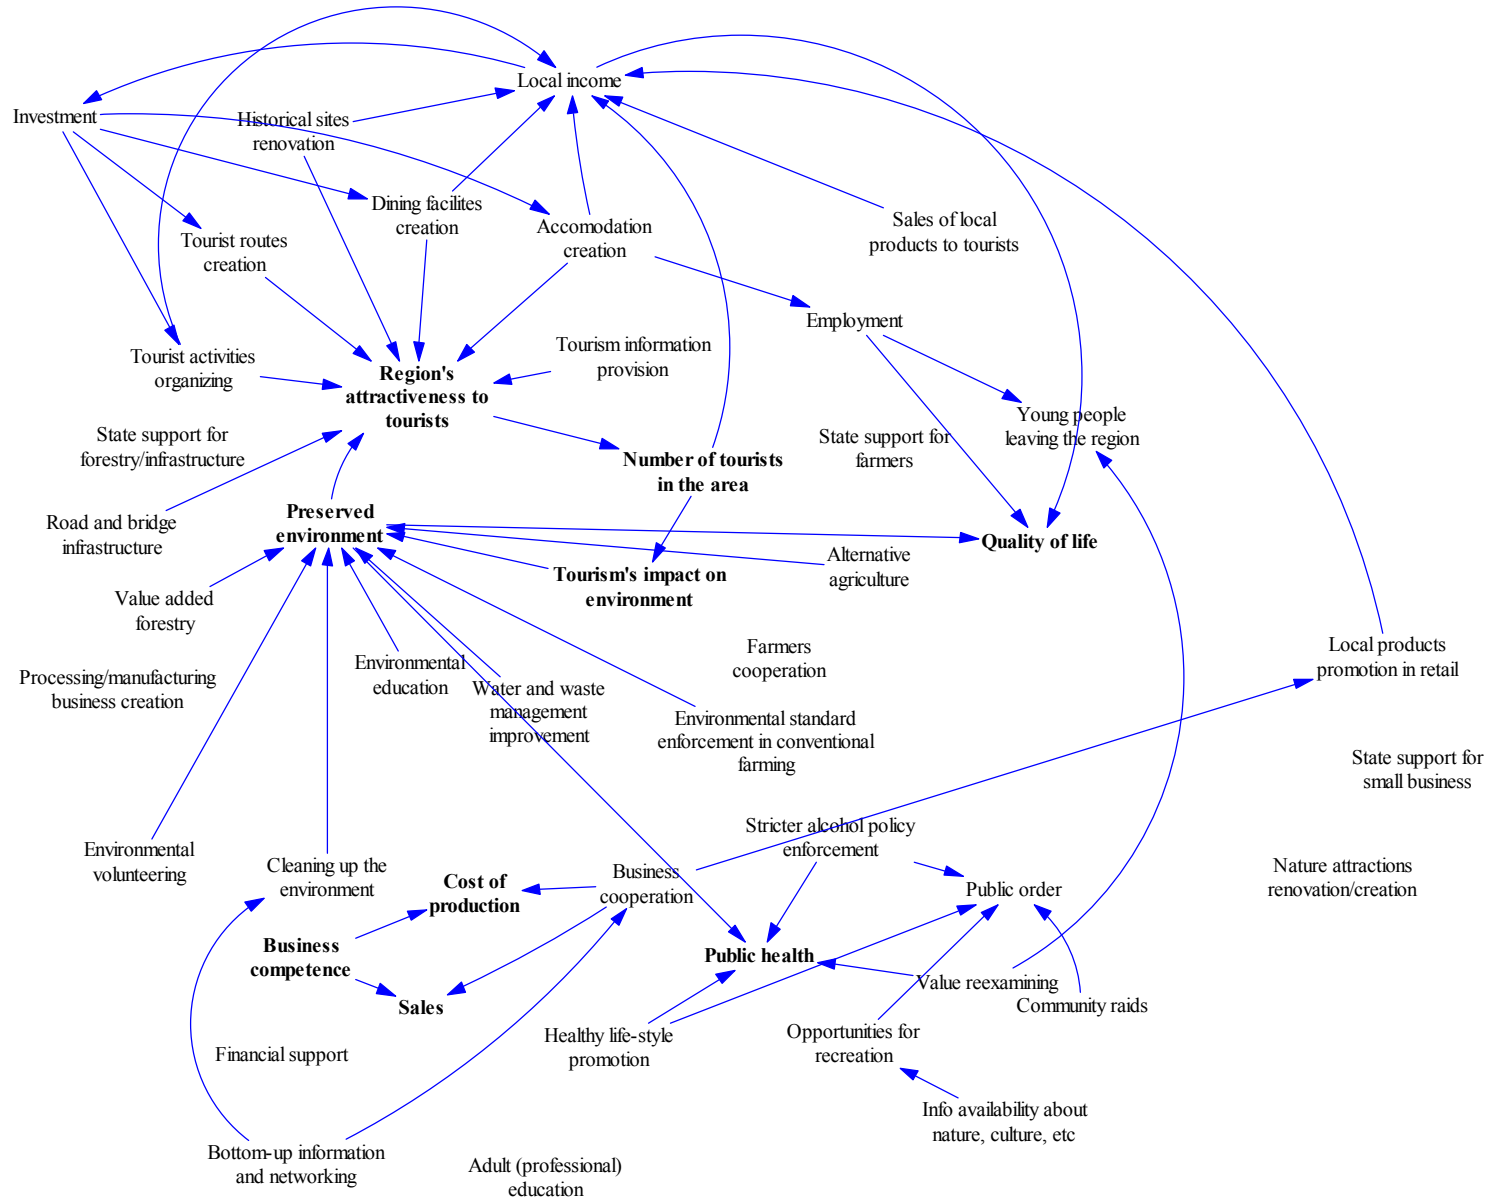 Local income
Investment
Historical sites
renovation
Dining facilites
creation
Accomodation
creation
Sales of local
products to tourists
Tourist routes
creation
Employment
Tourist activities
organizing
Tourism information
provision
Region's
attractiveness to
tourists
Young people
leaving the region
State support for
forestry/infrastructure
State support for
farmers
Number of tourists
in the area
Road and bridge
infrastructure
Preserved
environment
Quality of life
Alternative
agriculture
Tourism's impact on
environment
Value added
forestry
Farmers
cooperation
Local products
promotion in retail
Processing/manufacturing
business creation
Environmental
education
Water and waste
management
improvement
Environmental standard
enforcement in conventional
farming
State support for
small business
Stricter alcohol policy
enforcement
Environmental
volunteering
Cleaning up the
environment
Cost of
production
Business
cooperation
Public order
Nature attractions
renovation/creation
Business
competence
Public health
Value reexamining
Sales
Community raids
Healthy life-style
promotion
Opportunities for
recreation
Financial support
Info availability about
nature, culture, etc
Bottom-up information
and networking
Adult (professional)
education